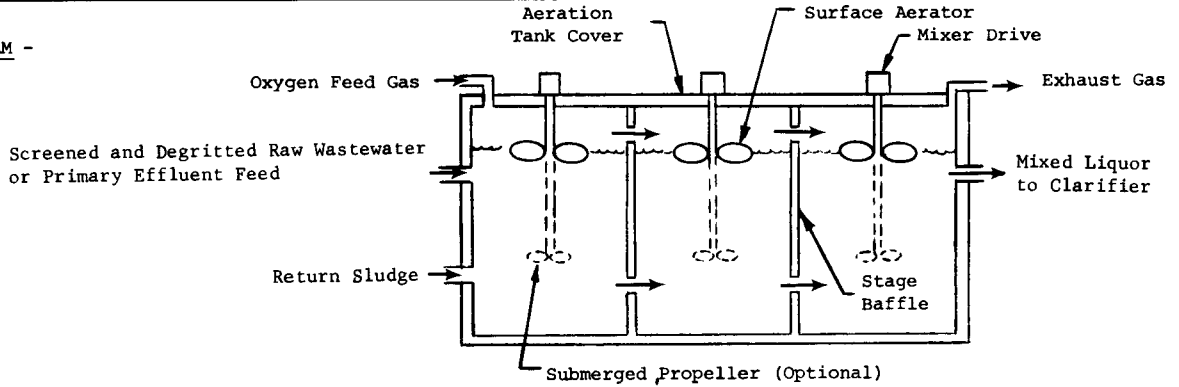 M -
Aeration
Tank Cover
Surface Aerator
Mixer Drive
Oxygen Feed Gas
Exhaust Gas
Screened and Degritted Raw Wastewater
or Primary Effluent Feed
Mixed Liquor
to Clarifier
Return Sludge
Stage
Baffle
Submerged Propeller (Optional)